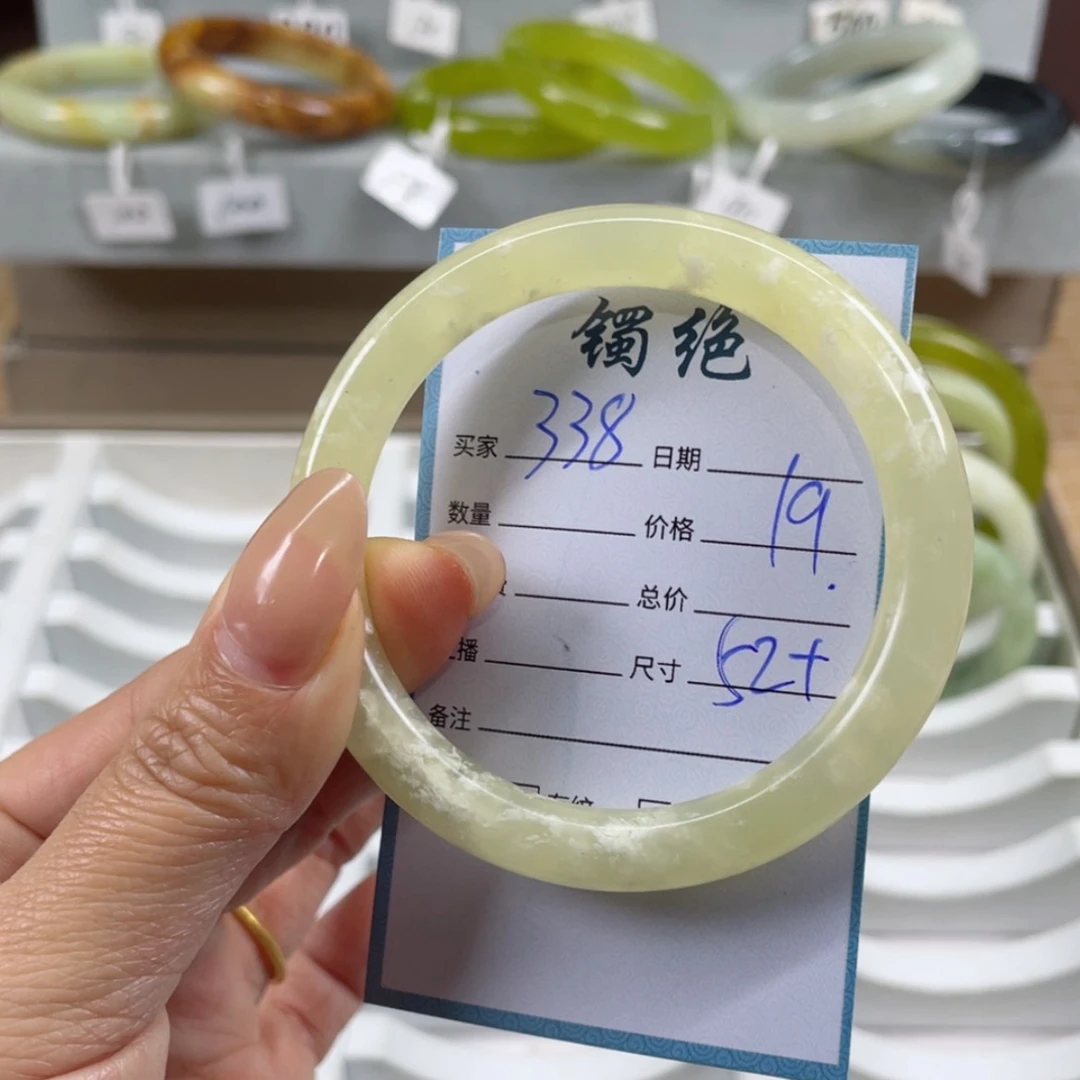 镯绝
买家 338 日期
数量 价格 19.
总价
播 尺寸 52+
备注